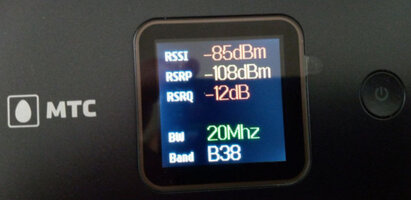 МТС
RSSI -85dBm
RSRP -108dBm
RSRQ -12dB
BW 20Mhz
Band B38